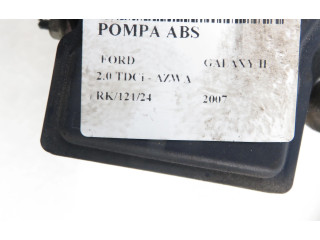 POMPA ABS
FORD GALAXY II
2.0 TDCi - AZWA
RK/121/24 2007